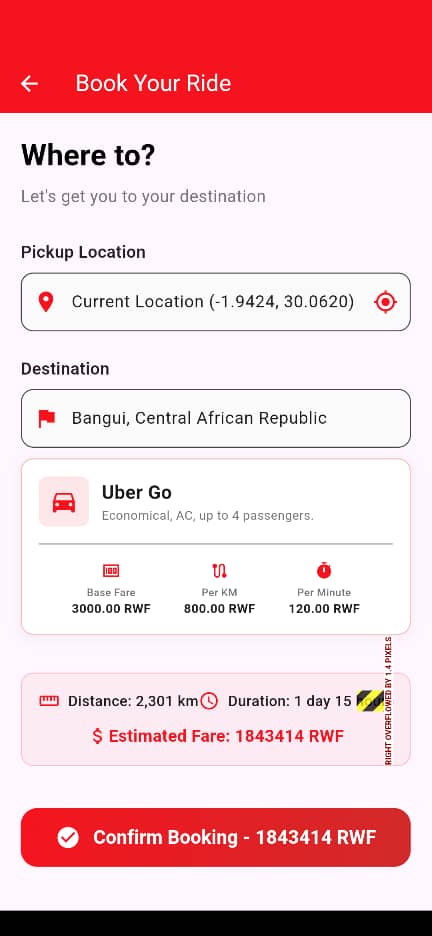 Book Your Ride
Where to?
Let's get you to your destination
Pickup Location
Current Location (-1.9424, 30.0620)
Destination
Bangui, Central African Republic
Uber Go
Economical, AC, up to 4 passengers.
Base Fare Per KM Per Minute
3000.00 RWF 800.00 RWF 120.00 RWF
RIGHT OVERFLOWED BY 1.4 PIXELS
Distance: 2,301 km Duration: 1 day 15
$ Estimated Fare: 1843414 RWF
Confirm Booking - 1843414 RWF